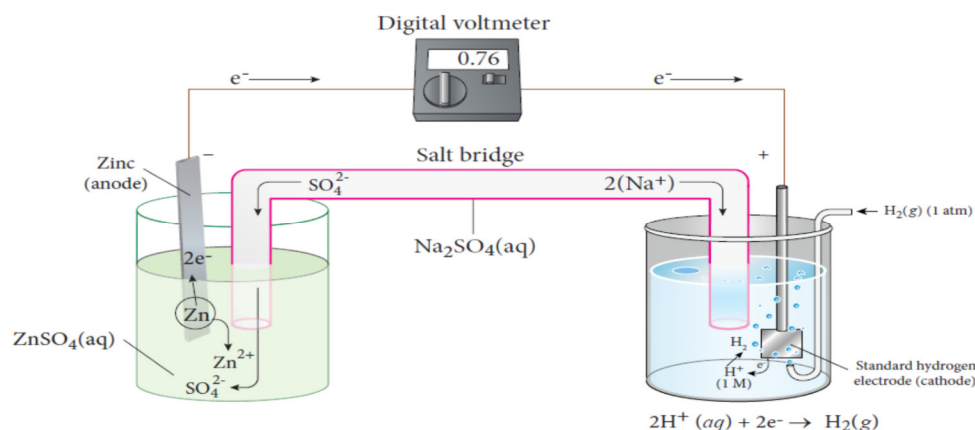 Digital voltmeter
0.76
e⁻
e⁻
Zinc
(anode)
−
Salt bridge
+
SO₄²⁻
2(Na⁺)
H₂(g) (1 atm)
Na₂SO₄(aq)
2e⁻
Zn
ZnSO₄(aq)
Zn²⁺
SO₄²⁻
H₂
e⁻
H⁺
(1 M)
Standard hydrogen
electrode (cathode)
2H⁺ (aq) + 2e⁻ → H₂(g)